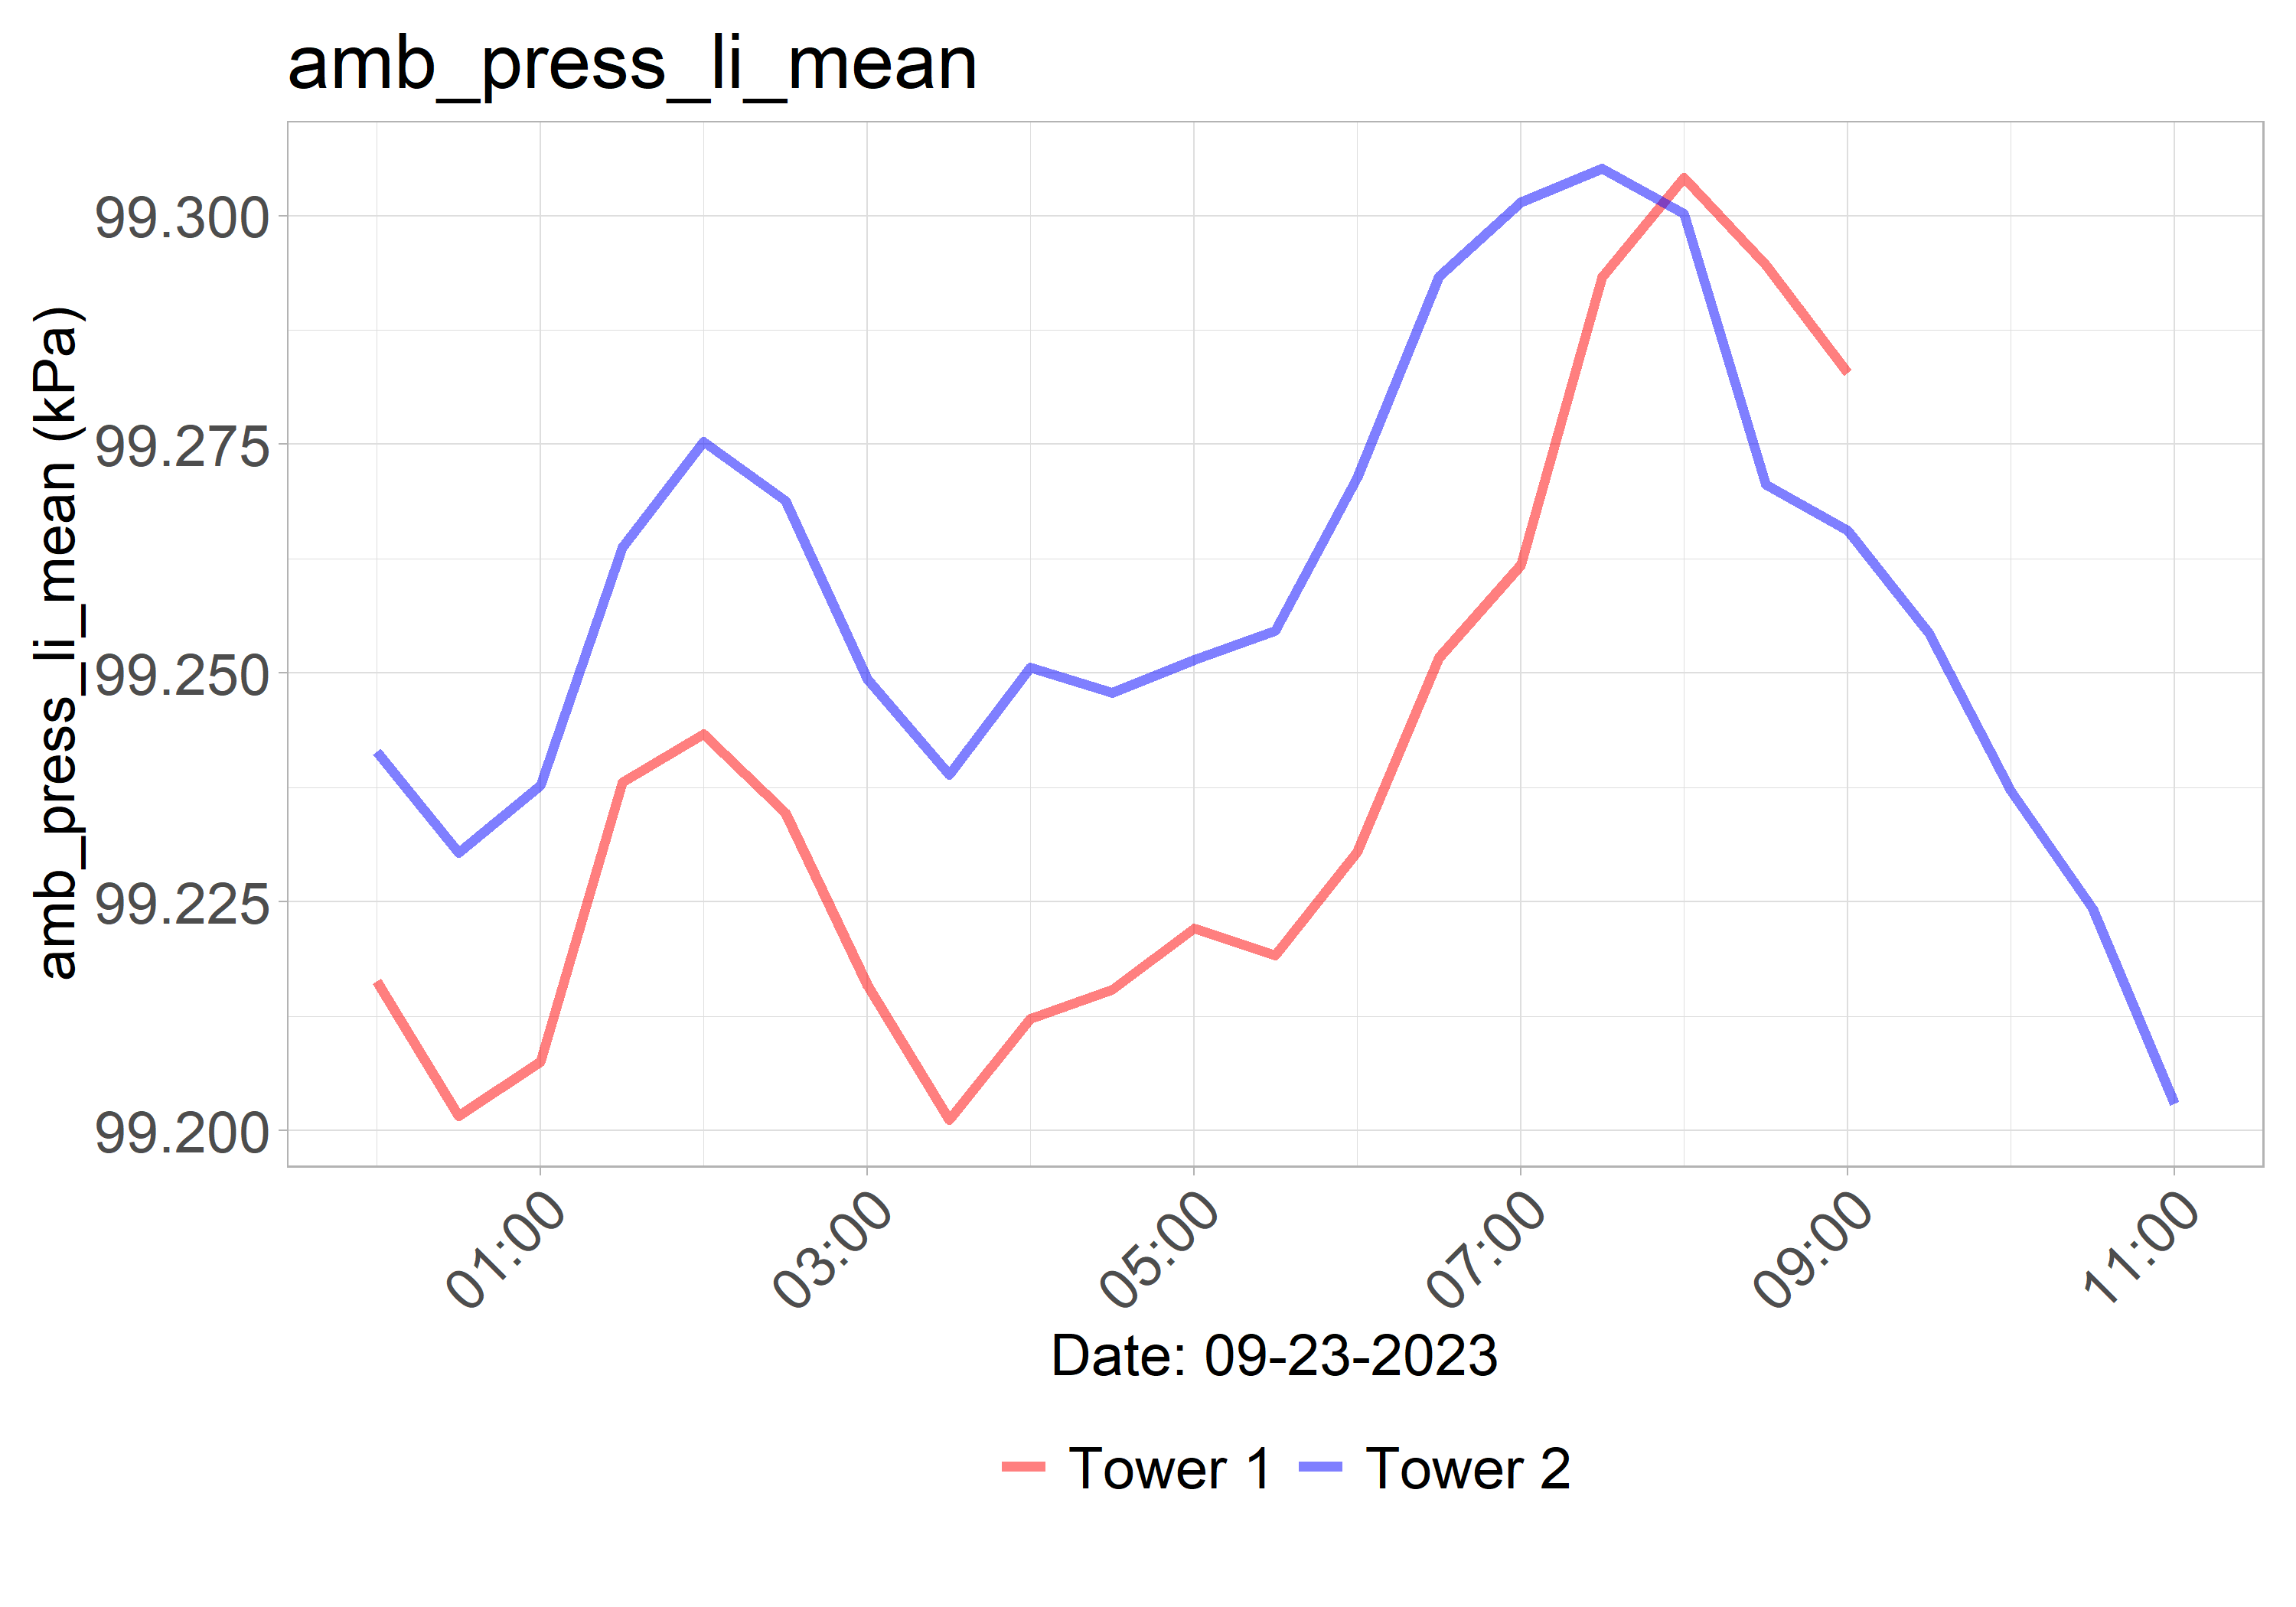 amb_press_li_mean
amb_press_li_mean (kPa)
99.300
99.275
99.250
99.225
99.200
01:00 03:00 05:00 07:00 09:00 11:00
Date: 09-23-2023
Tower 1 Tower 2